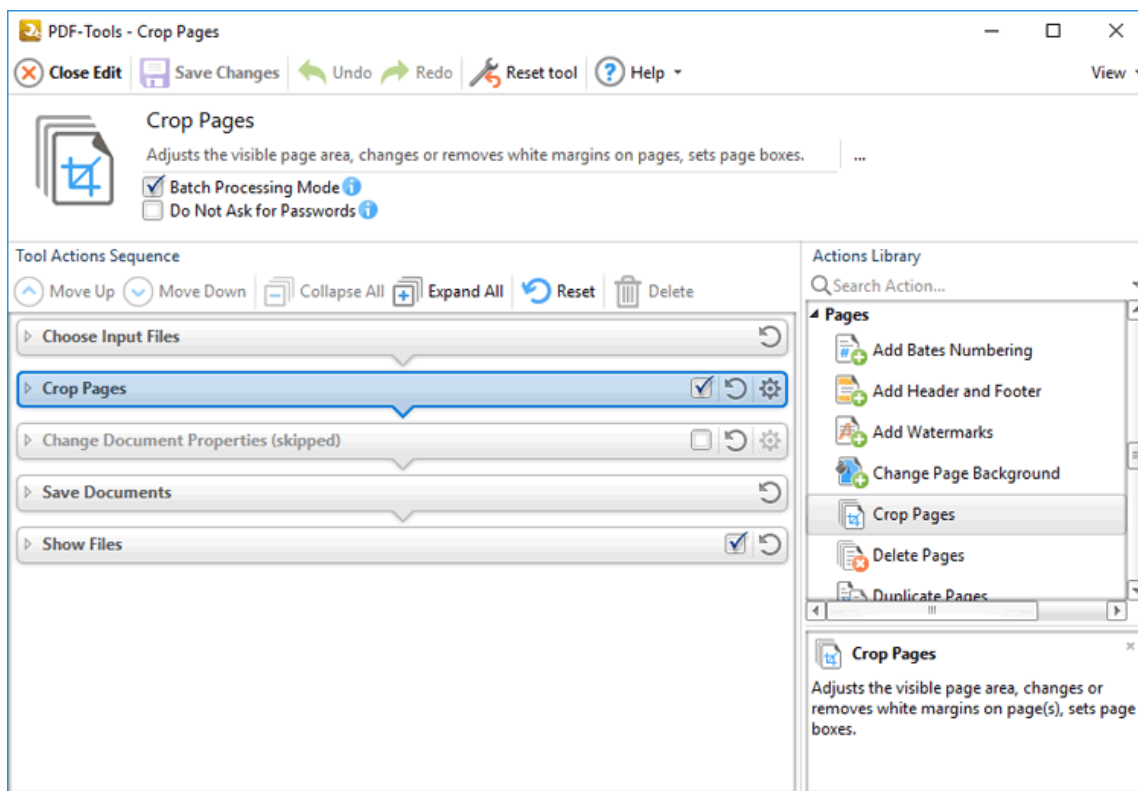 PDF-Tools - Crop Pages
Close Edit Save Changes Undo Redo Reset tool Help View
Crop Pages
Adjusts the visible page area, changes or removes white margins on pages, sets page boxes. ...
Batch Processing Mode
Do Not Ask for Passwords
Tool Actions Sequence
Move Up Move Down Collapse All Expand All Reset Delete
Choose Input Files
Crop Pages
Change Document Properties (skipped)
Save Documents
Show Files
Actions Library
Search Action...
Pages
Add Bates Numbering
Add Header and Footer
Add Watermarks
Change Page Background
Crop Pages
Delete Pages
Duplicate Pages
Crop Pages
Adjusts the visible page area, changes or
removes white margins on page(s), sets page
boxes.